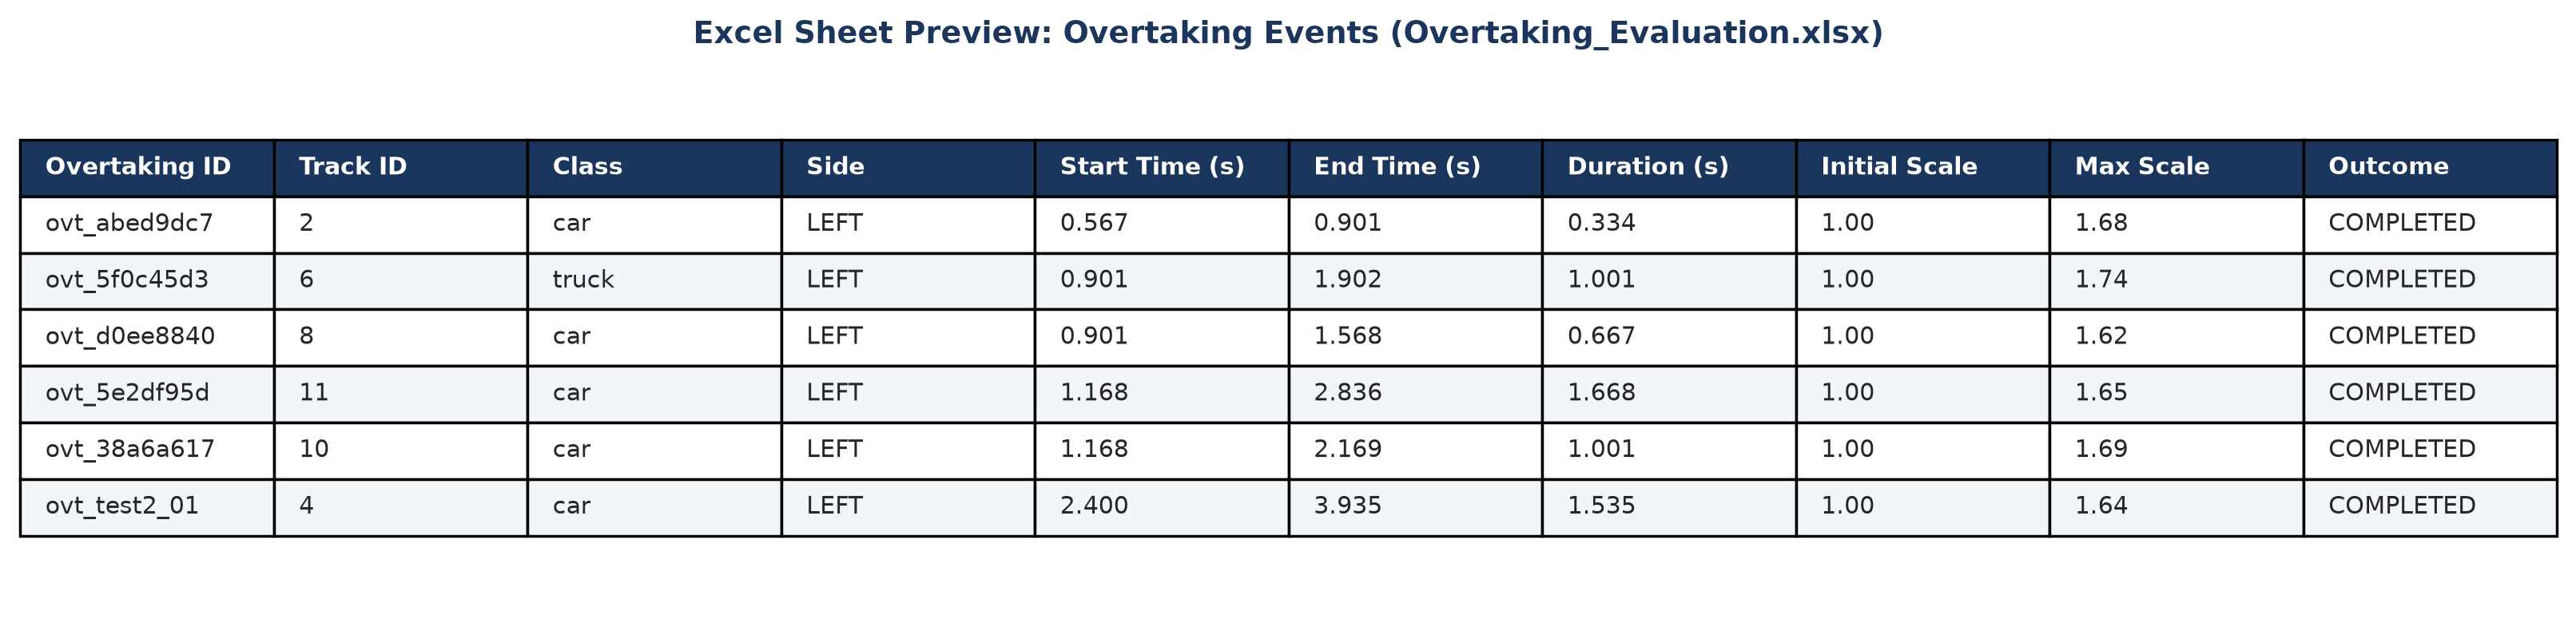 Excel Sheet Preview: Overtaking Events (Overtaking_Evaluation.xlsx)
Overtaking ID Track ID Class Side Start Time (s) End Time (s) Duration (s) Initial Scale Max Scale Outcome
ovt_abed9dc7 2 car LEFT 0.567 0.901 0.334 1.00 1.68 COMPLETED
ovt_5f0c45d3 6 truck LEFT 0.901 1.902 1.001 1.00 1.74 COMPLETED
ovt_d0ee8840 8 car LEFT 0.901 1.568 0.667 1.00 1.62 COMPLETED
ovt_5e2df95d 11 car LEFT 1.168 2.836 1.668 1.00 1.65 COMPLETED
ovt_38a6a617 10 car LEFT 1.168 2.169 1.001 1.00 1.69 COMPLETED
ovt_test2_01 4 car LEFT 2.400 3.935 1.535 1.00 1.64 COMPLETED